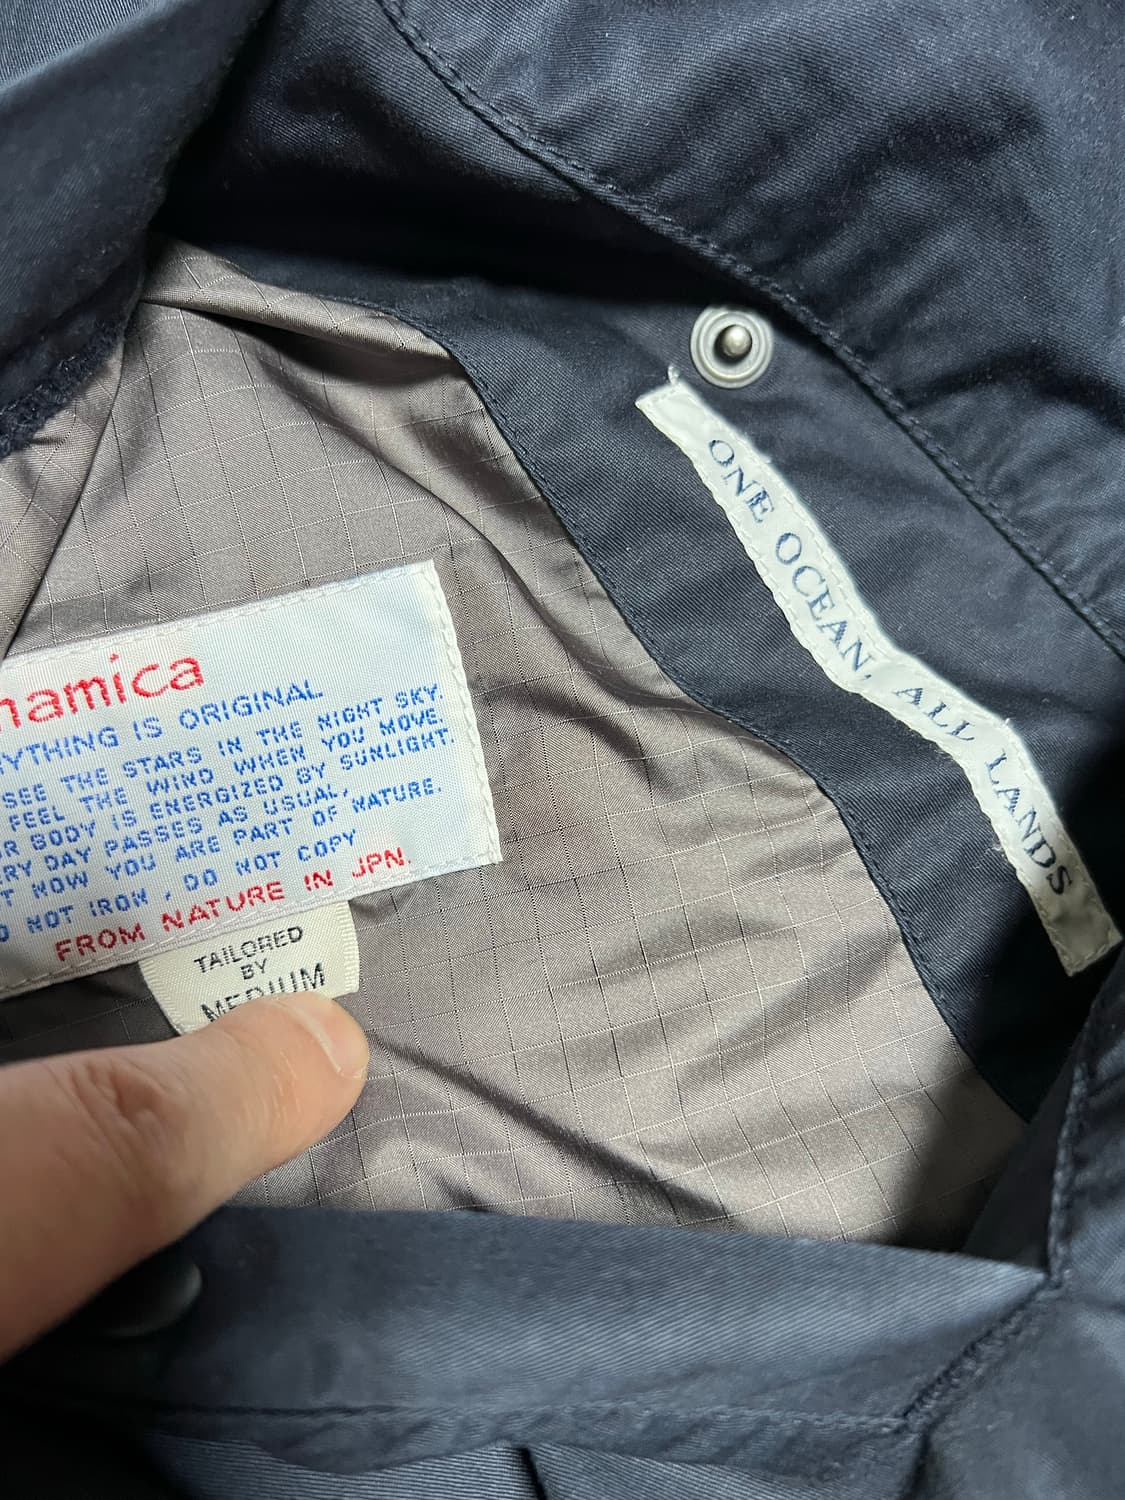 namica
RYTHING IS ORIGINAL
SEE THE STARS IN THE NIGHT SKY.
FEEL THE WIND WHEN YOU MOVE.
R BODY IS ENERGIZED BY SUNLIGHT.
RY DAY PASSES AS USUAL,
T NOW YOU ARE PART OF NATURE.
O NOT IRON, DO NOT COPY
FROM NATURE IN JPN.
TAILORED
BY
MEDIUM
ONE OCEAN, ALL LANDS